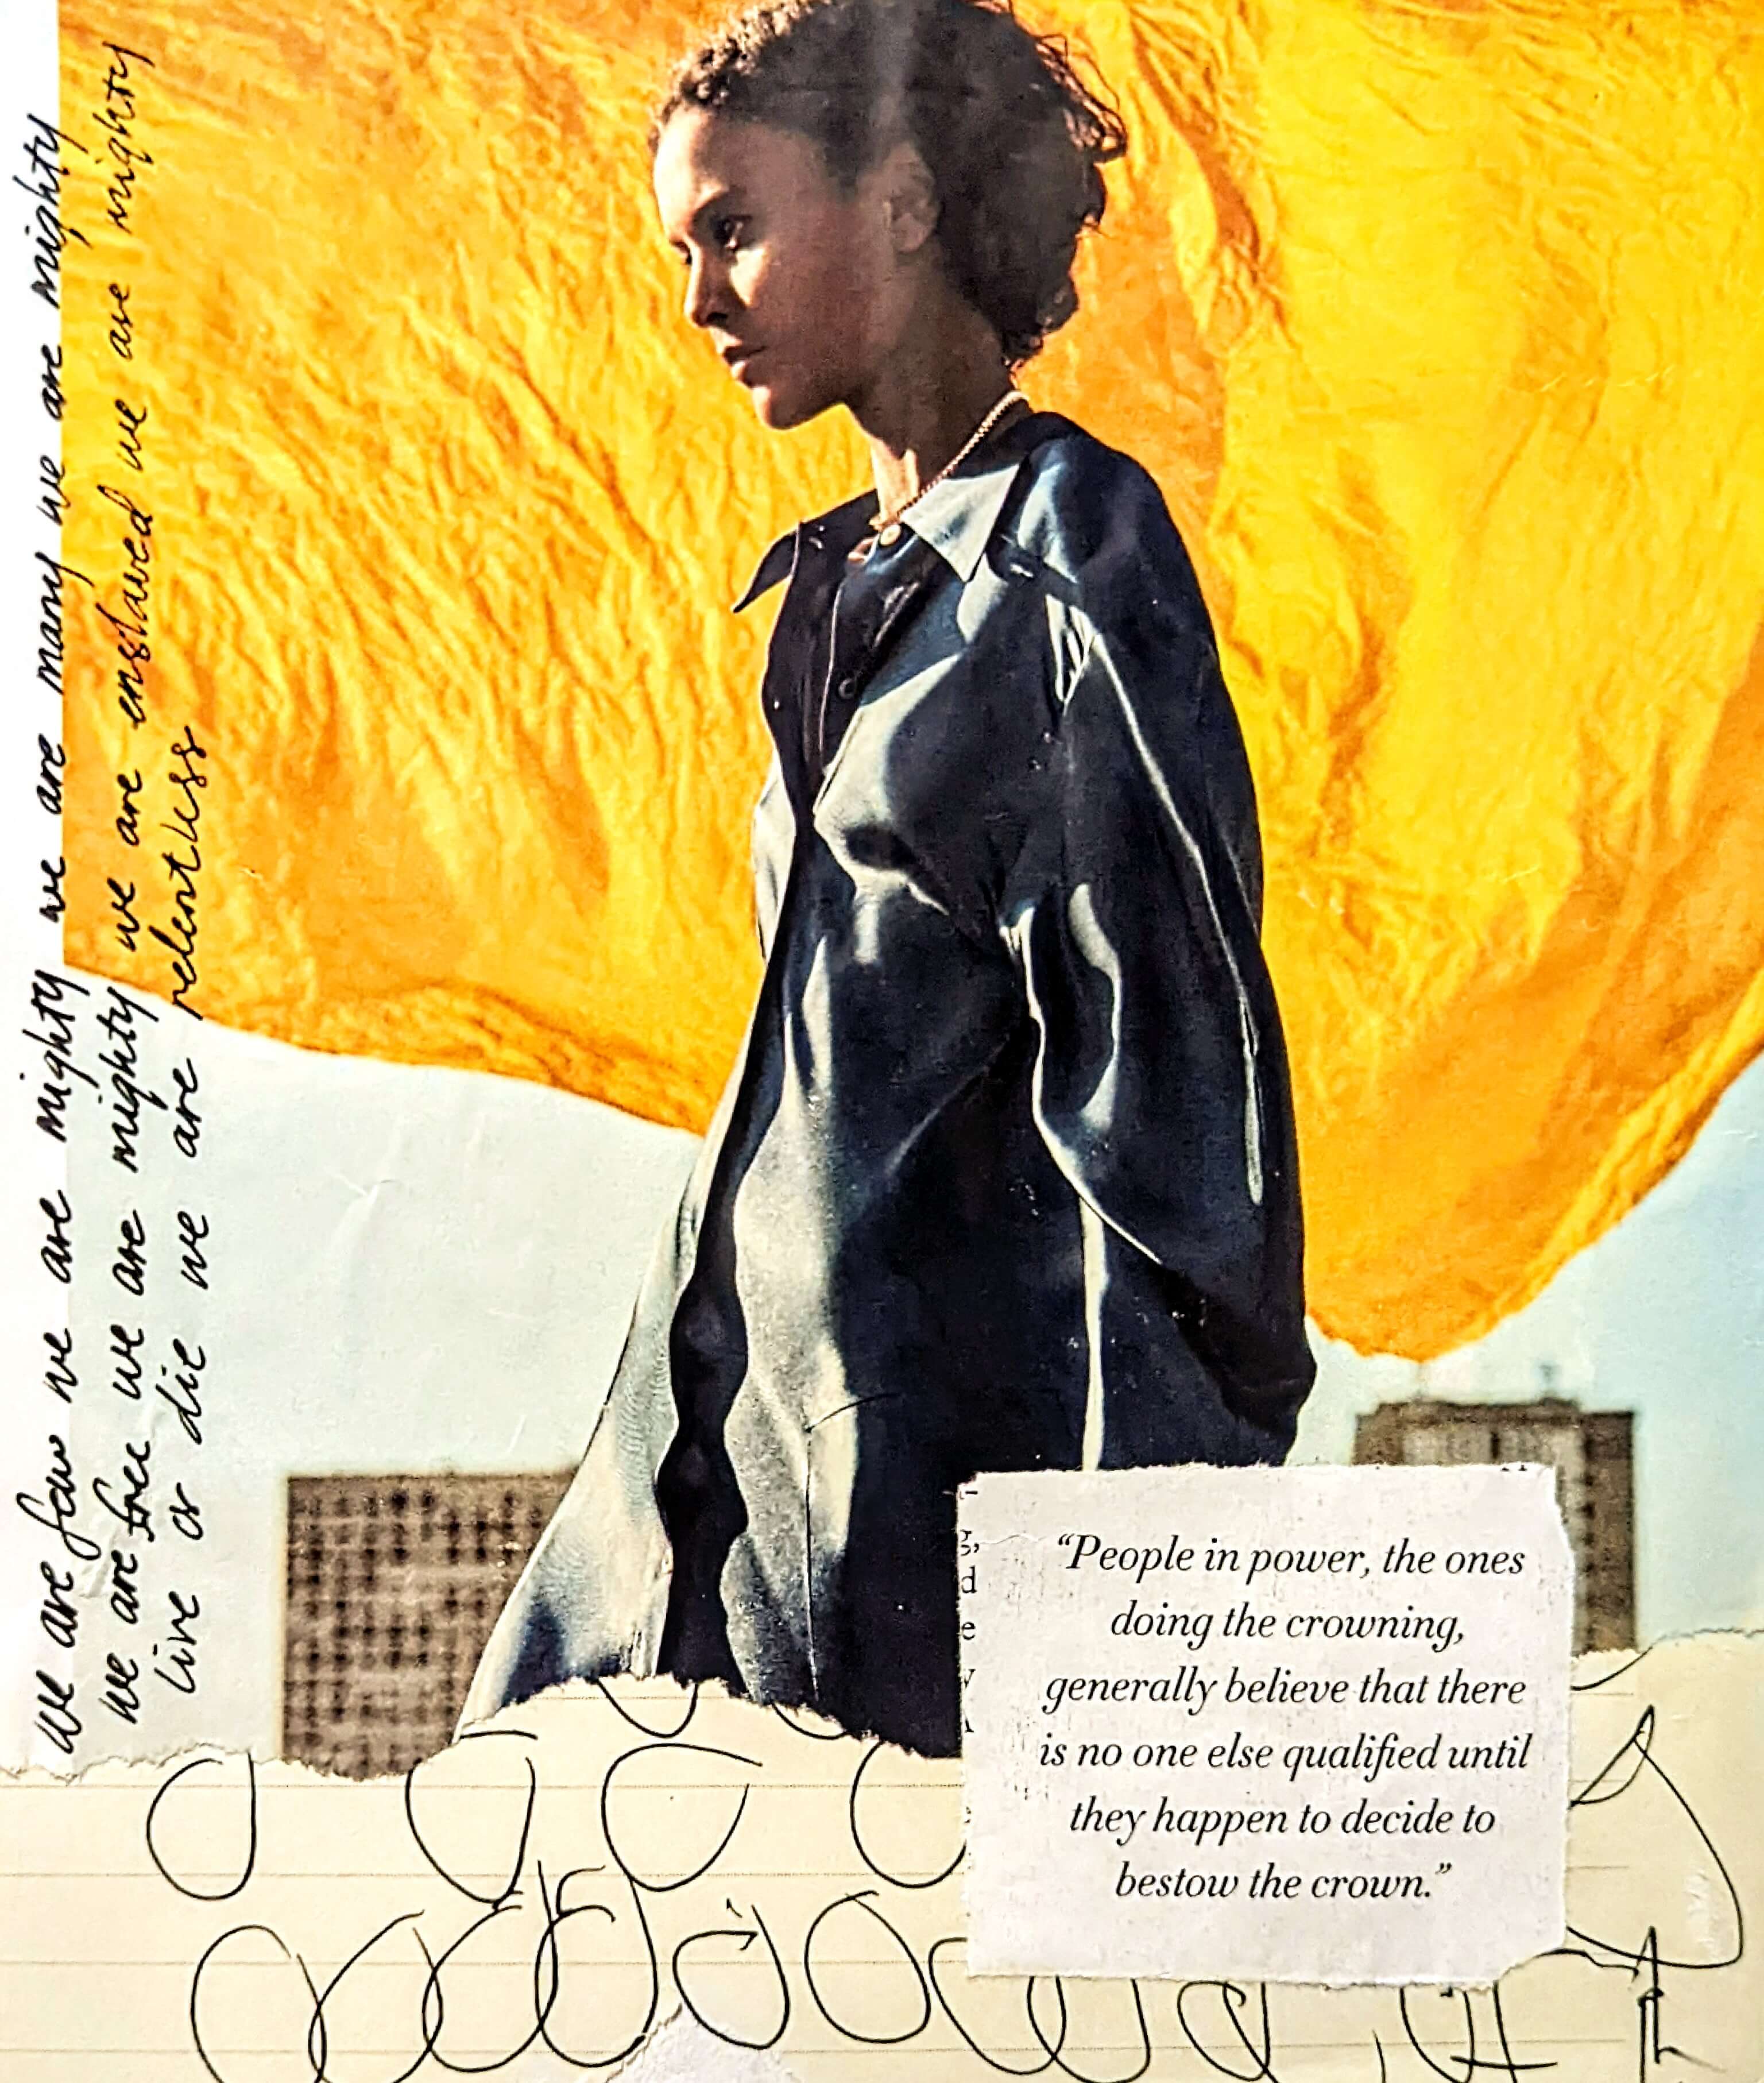 we are few we are mighty we are many we are mighty
we are free we are mighty we are enslaved we are mighty
live or die we are relentless
g,
d
e
y
“People in power, the ones
doing the crowning,
generally believe that there
is no one else qualified until
they happen to decide to
bestow the crown.”